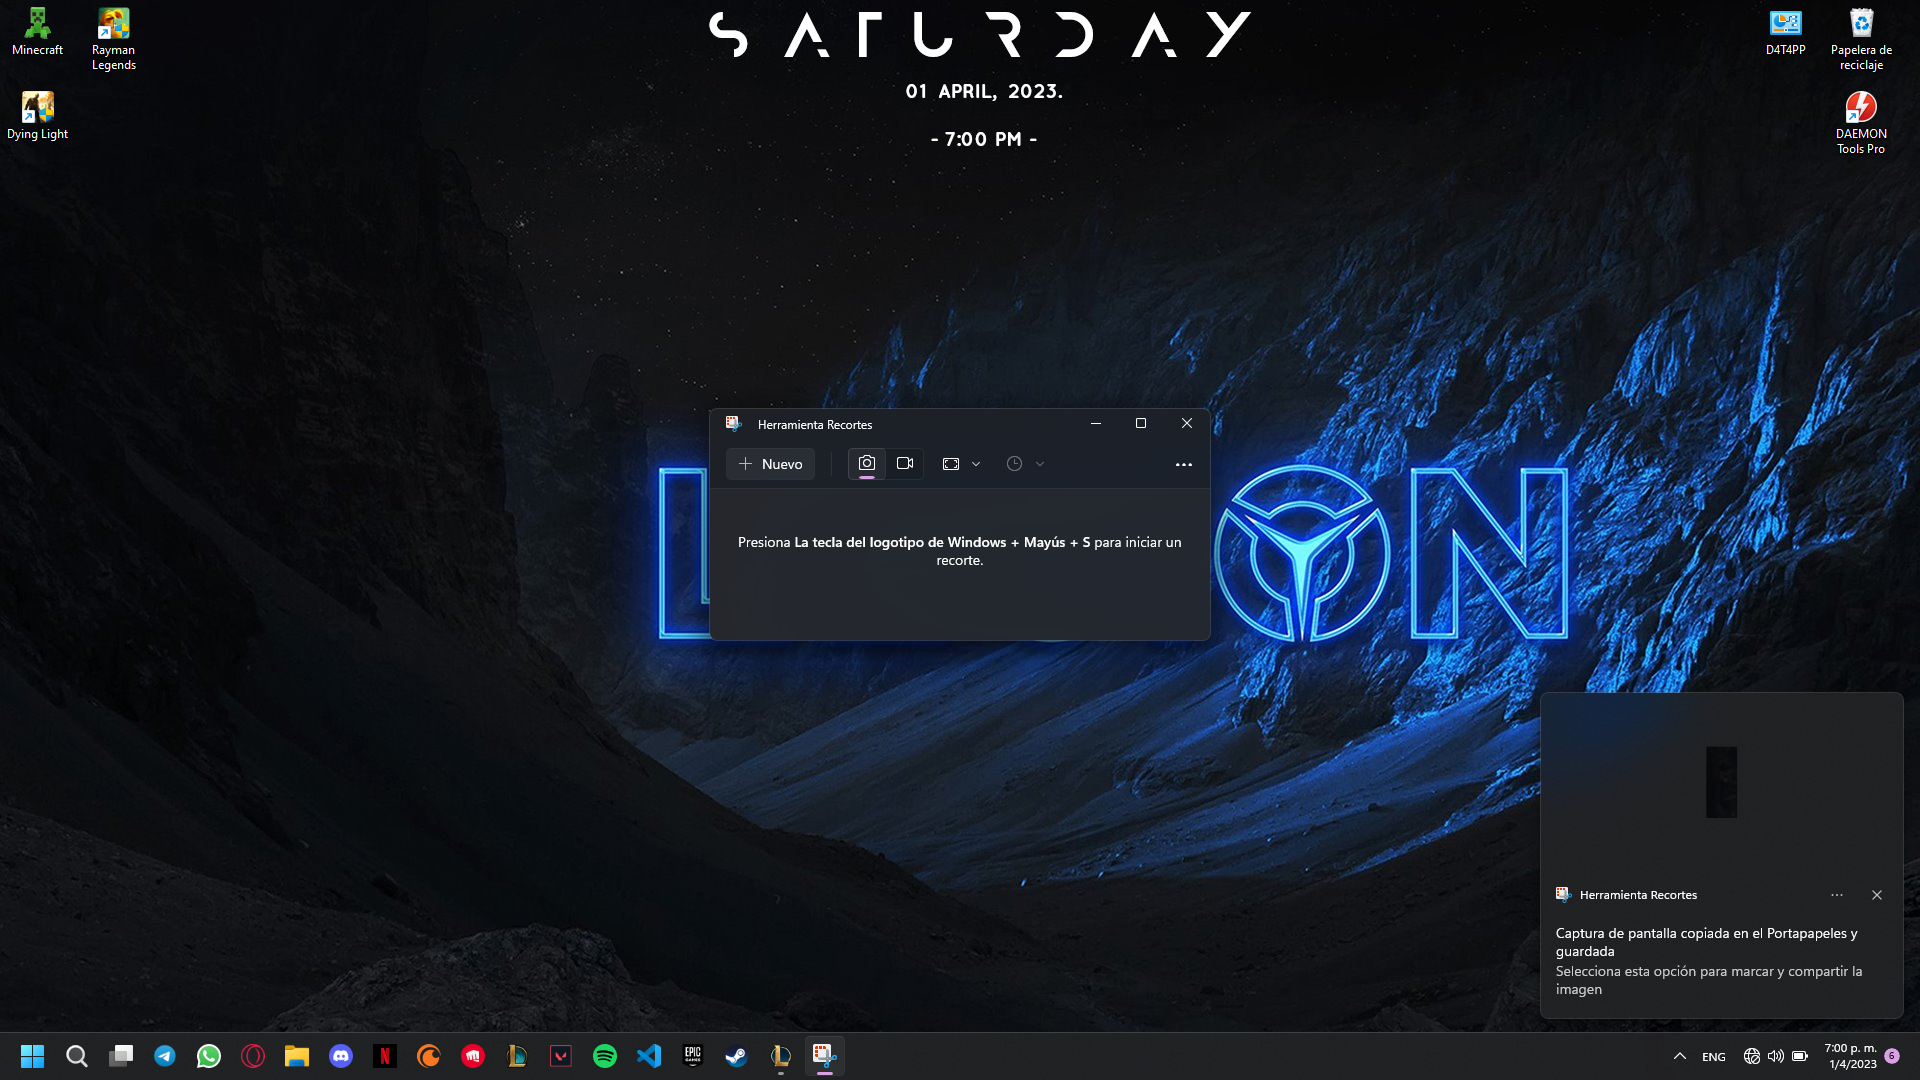 SATURDAY
01 APRIL, 2023.
- 7:00 PM -
Minecraft
Rayman
Legends
Dying Light
D4T4PP
Papelera de
reciclaje
DAEMON
Tools Pro
Herramienta Recortes
Nuevo
Presiona La tecla del logotipo de Windows + Mayús + S para iniciar un
recorte.
L ON
Herramienta Recortes
Captura de pantalla copiada en el Portapapeles y
guardada
Selecciona esta opción para marcar y compartir la
imagen
EPIC
GAMES
ENG
7:00 p. m.
1/4/2023
6